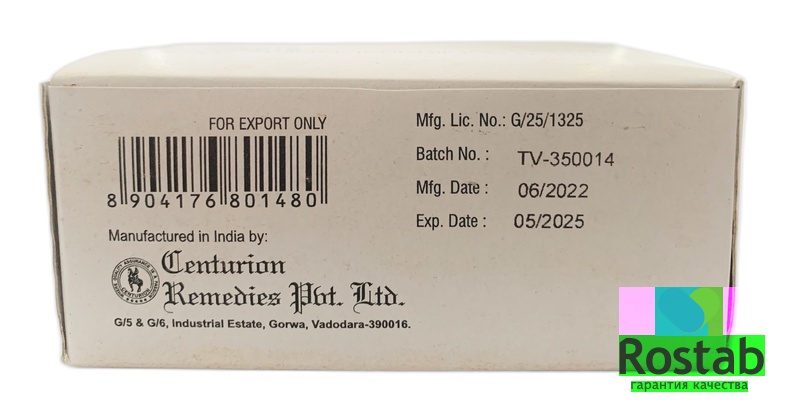 FOR EXPORT ONLY
8 904176 801480
Manufactured in India by:
Centurion
Remedies Pvt. Ltd.
G/5 & G/6, Industrial Estate, Gorwa, Vadodara-390016.
Mfg. Lic. No.: G/25/1325
Batch No. : TV-350014
Mfg. Date : 06/2022
Exp. Date : 05/2025
CENTURION
Rostab
гарантия качества